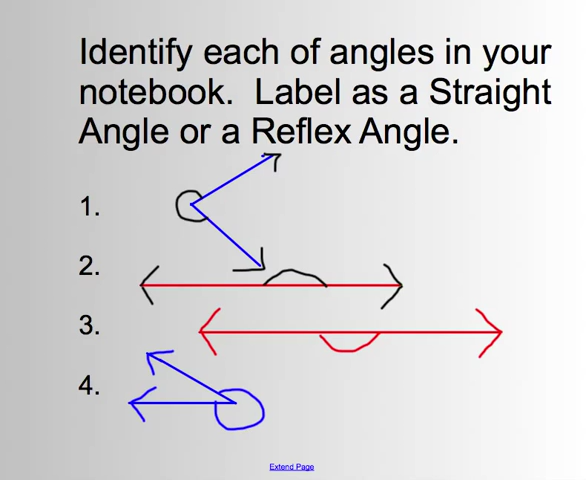 Identify each of angles in your
notebook.  Label as a Straight
Angle or a Reflex Angle.
1.
2.
3.
4.
Extend Page